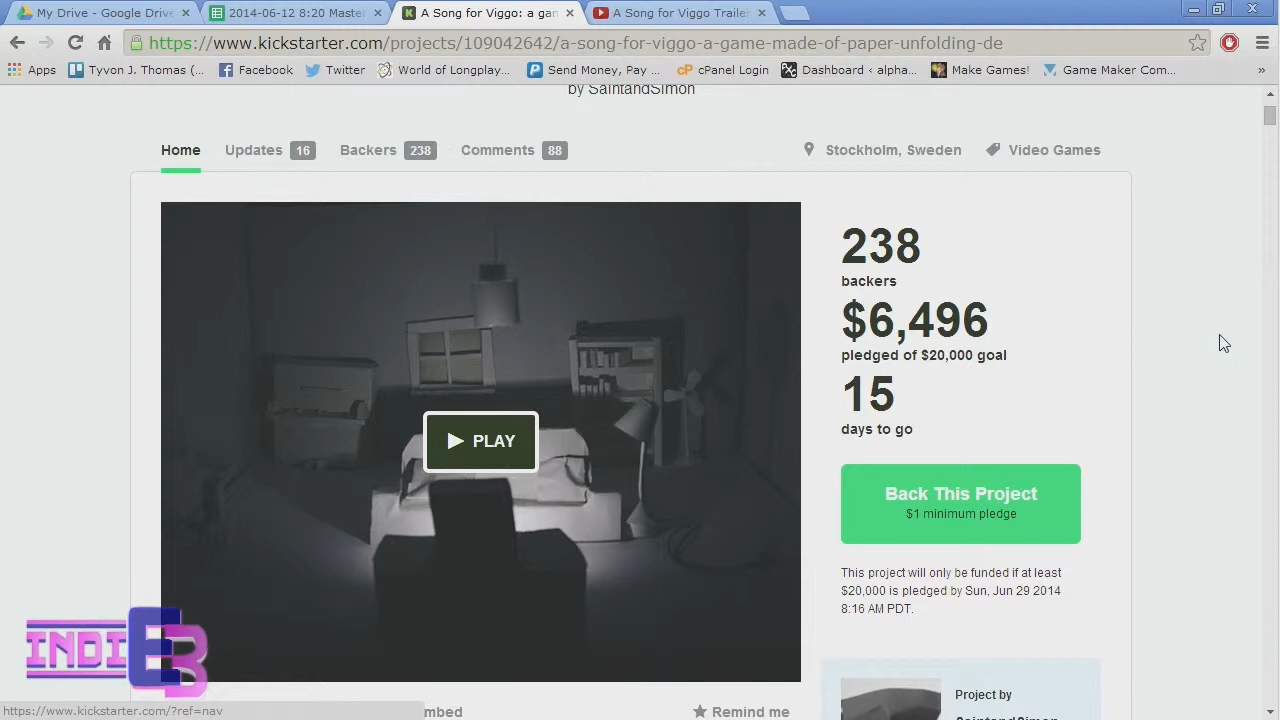 My Drive - Google Drive
2014-06-12 8:20 Master
A Song for Viggo: a gam
A Song for Viggo Trailer
https://www.kickstarter.com/projects/109042642/a-song-for-viggo-a-game-made-of-paper-unfolding-de
Apps
Tyvon J. Thomas (...
Facebook
Twitter
World of Longplay...
Send Money, Pay ...
cPanel Login
Dashboard ‹ alpha...
Make Games!
Game Maker Com...
»
by SaintandSimon
Home
Updates 16
Backers 238
Comments 88
Stockholm, Sweden
Video Games
PLAY
238
backers
$6,496
pledged of $20,000 goal
15
days to go
Back This Project
$1 minimum pledge
This project will only be funded if at least
$20,000 is pledged by Sun, Jun 29 2014
8:16 AM PDT.
INDIE3
https://www.kickstarter.com/?ref=nav
mbed
Remind me
Project by
SaintandSimon